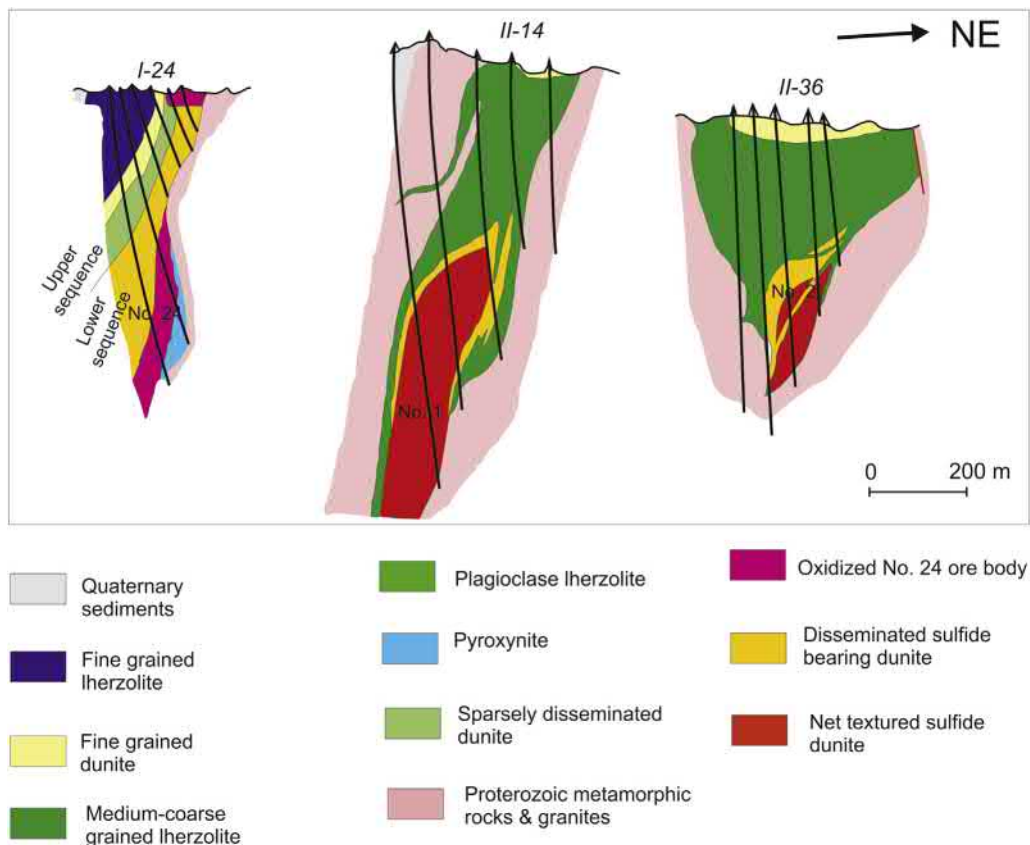 NE
I-24
II-14
II-36
Upper
sequence
Lower
sequence
No. 24
No. 1
No. 2
0
200 m
Quaternary
sediments
Fine grained
lherzolite
Fine grained
dunite
Medium-coarse
grained lherzolite
Plagioclase lherzolite
Pyroxynite
Sparsely disseminated
dunite
Proterozoic metamorphic
rocks & granites
Oxidized No. 24 ore body
Disseminated sulfide
bearing dunite
Net textured sulfide
dunite